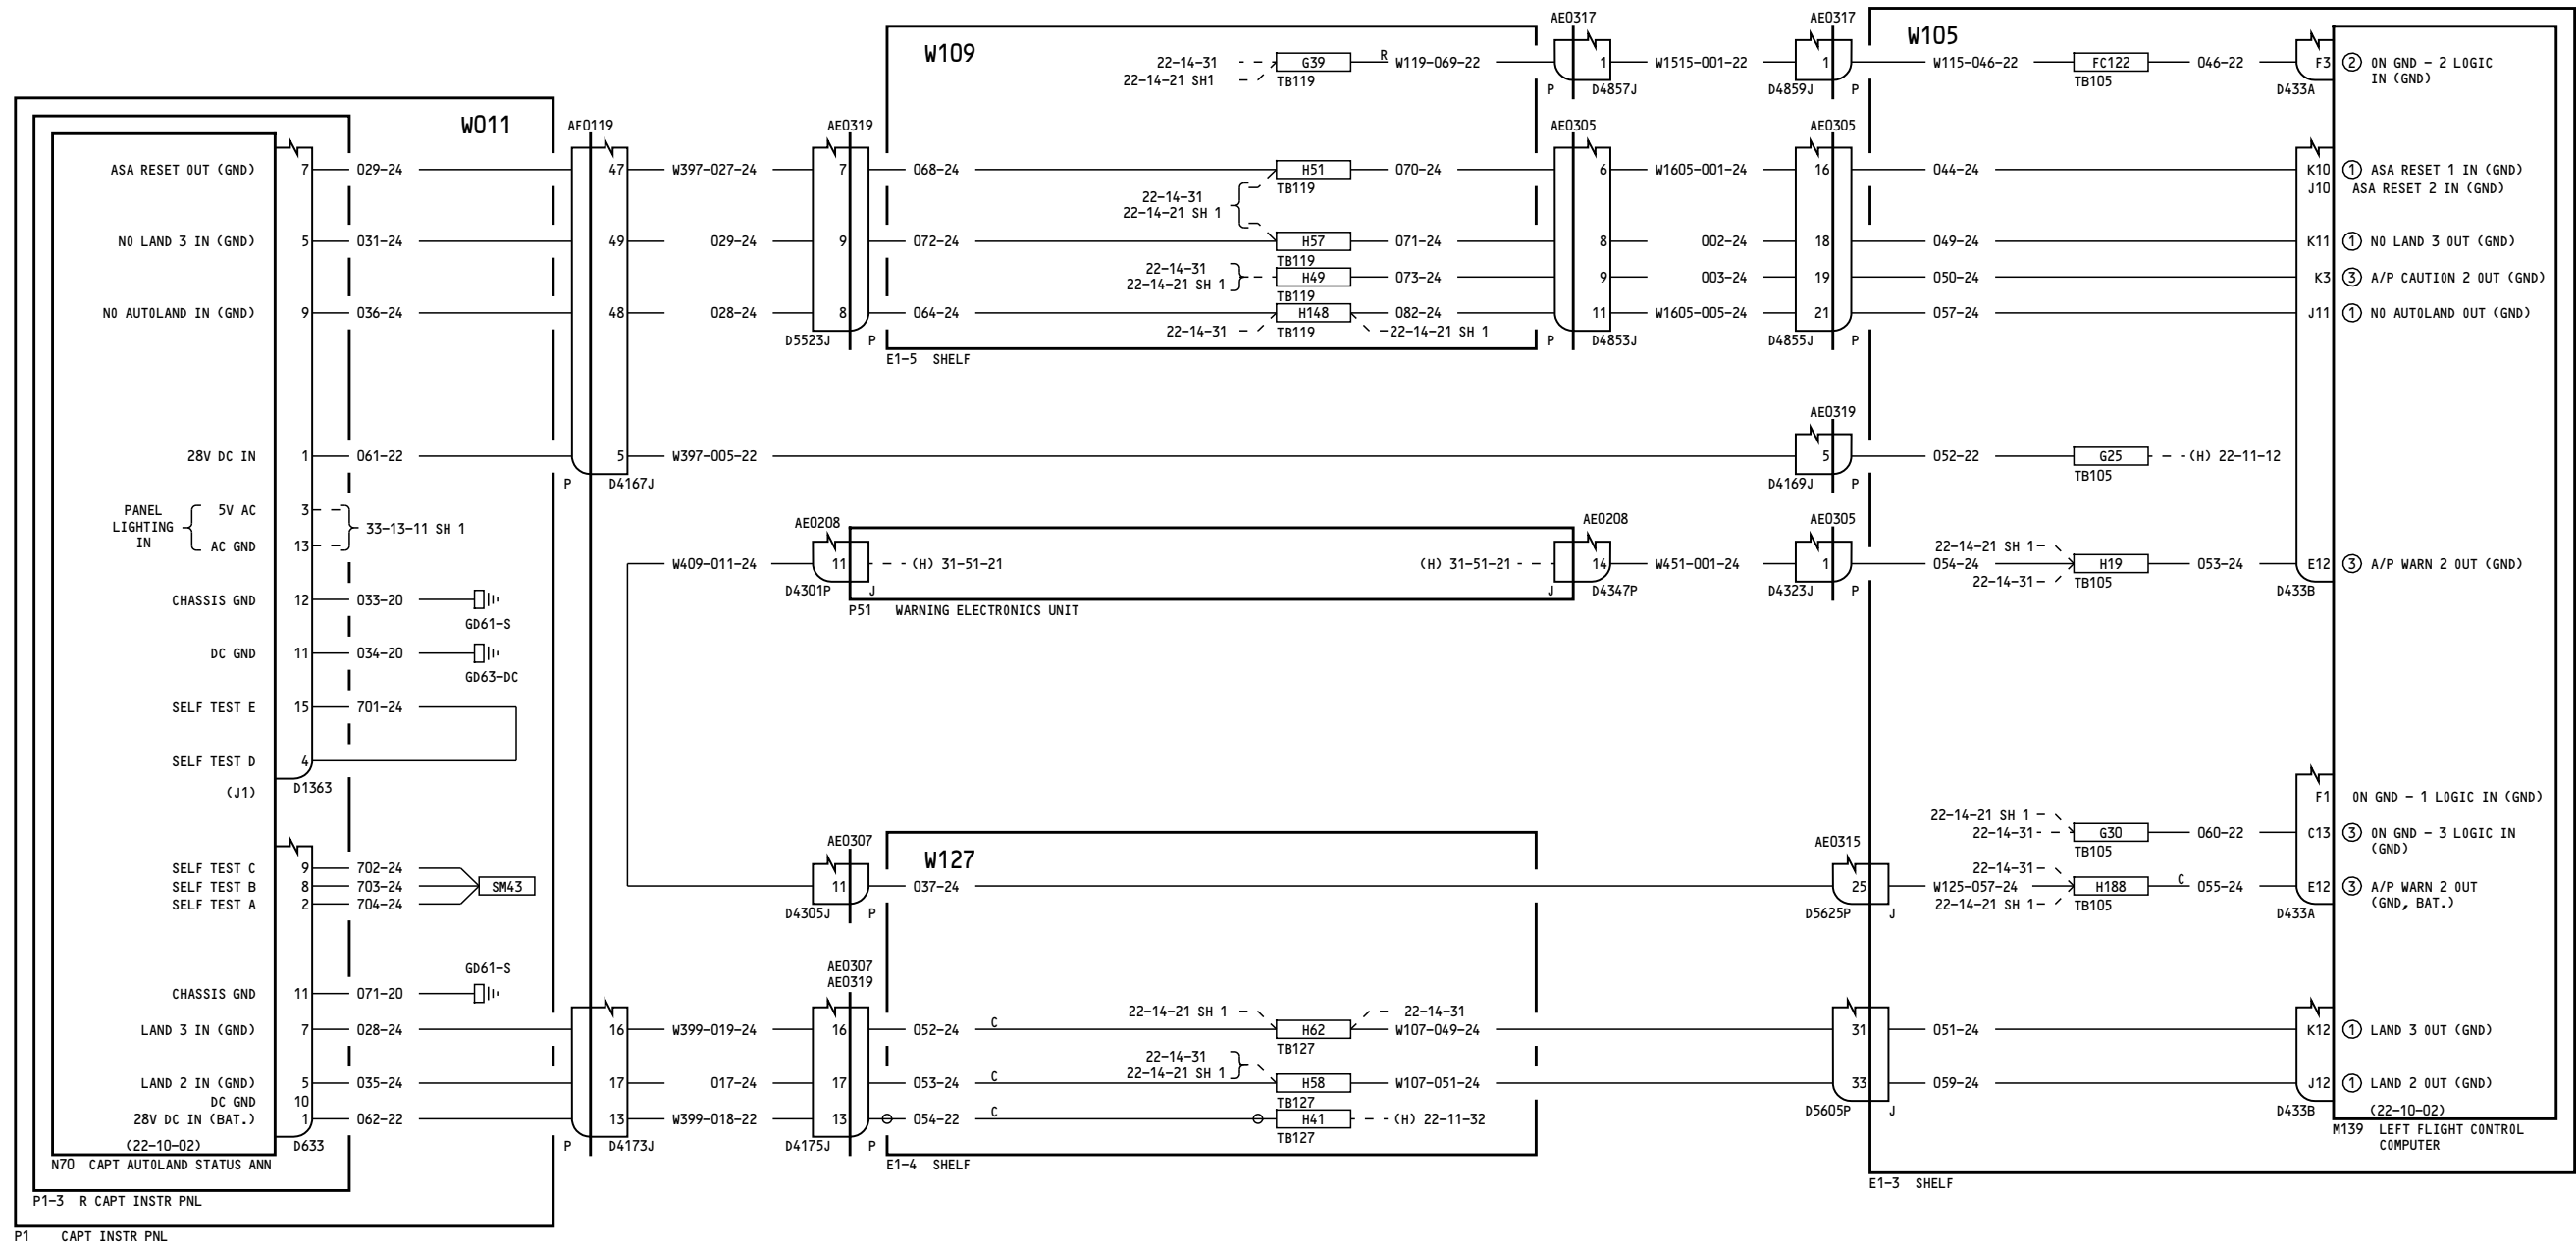 W011
ASA RESET OUT (GND) 7 029-24
NO LAND 3 IN (GND) 5 031-24
NO AUTOLAND IN (GND) 9 036-24
28V DC IN 1 061-22
PANEL
LIGHTING
IN
5V AC 3
AC GND 13
33-13-11 SH 1
CHASSIS GND 12 033-20
GD61-S
DC GND 11 034-20
GD63-DC
SELF TEST E 15 701-24
SELF TEST D 4
(J1) D1363
SELF TEST C 9 702-24
SELF TEST B 8 703-24 SM43
SELF TEST A 2 704-24
GD61-S
CHASSIS GND 11 071-20
LAND 3 IN (GND) 7 028-24
LAND 2 IN (GND) 5 035-24
DC GND 10
28V DC IN (BAT.) 1 062-22
(22-10-02) D633
N70 CAPT AUTOLAND STATUS ANN
P1-3 R CAPT INSTR PNL
P1 CAPT INSTR PNL
AF0119
47 W397-027-24
49 029-24
48 028-24
5 W397-005-22
P D4167J
16 W399-019-24
17 017-24
13 W399-018-22
P D4173J
AE0319
7
9
8
D5523J P
W109
22-14-31
22-14-21 SH1
G39
TB119
R W119-069-22
068-24 H51 070-24
TB119
22-14-31
22-14-21 SH 1
072-24 H57 071-24
TB119
22-14-31
22-14-21 SH 1
H49 073-24
TB119
064-24 H148 082-24
22-14-31 TB119 22-14-21 SH 1
E1-5 SHELF
AE0317
1 W1515-001-22
P D4857J
AE0317
1
D4859J P
AE0305
6 W1605-001-24
8 002-24
9 003-24
11 W1605-005-24
P D4853J
AE0305
16
18
19
21
D4855J P
AE0319
5
D4169J P
AE0208
W409-011-24 11 (H) 31-51-21
D4301P J
P51 WARNING ELECTRONICS UNIT
AE0208
(H) 31-51-21 14 W451-001-24
J D4347P
AE0305
1
D4323J P
AE0307
11 037-24
D4305J P
W127
AE0315
25
D5625P J
AE0307
AE0319
16 052-24 C
22-14-21 SH 1 22-14-31
H62 W107-049-24
TB127
22-14-31
22-14-21 SH 1
17 053-24 C H58 W107-051-24
TB127
13 054-22 C H41 (H) 22-11-32
TB127
D4175J P
E1-4 SHELF
31
33
D5605P J
W105
W115-046-22 FC122 046-22 F3 2 ON GND - 2 LOGIC
IN (GND)
TB105 D433A
044-24 K10 1 ASA RESET 1 IN (GND)
J10 ASA RESET 2 IN (GND)
049-24 K11 1 NO LAND 3 OUT (GND)
050-24 K3 3 A/P CAUTION 2 OUT (GND)
057-24 J11 1 NO AUTOLAND OUT (GND)
052-22 G25 (H) 22-11-12
TB105
22-14-21 SH 1
054-24 H19 053-24 E12 3 A/P WARN 2 OUT (GND)
22-14-31 TB105 D433B
F1 ON GND - 1 LOGIC IN (GND)
22-14-21 SH 1
22-14-31 G30 060-22 C13 3 ON GND - 3 LOGIC IN
(GND)
TB105
22-14-31
W125-057-24 H188 C 055-24 E12 3 A/P WARN 2 OUT
(GND, BAT.)
22-14-21 SH 1 TB105 D433A
051-24 K12 1 LAND 3 OUT (GND)
059-24 J12 1 LAND 2 OUT (GND)
D433B (22-10-02)
M139 LEFT FLIGHT CONTROL
COMPUTER
E1-3 SHELF